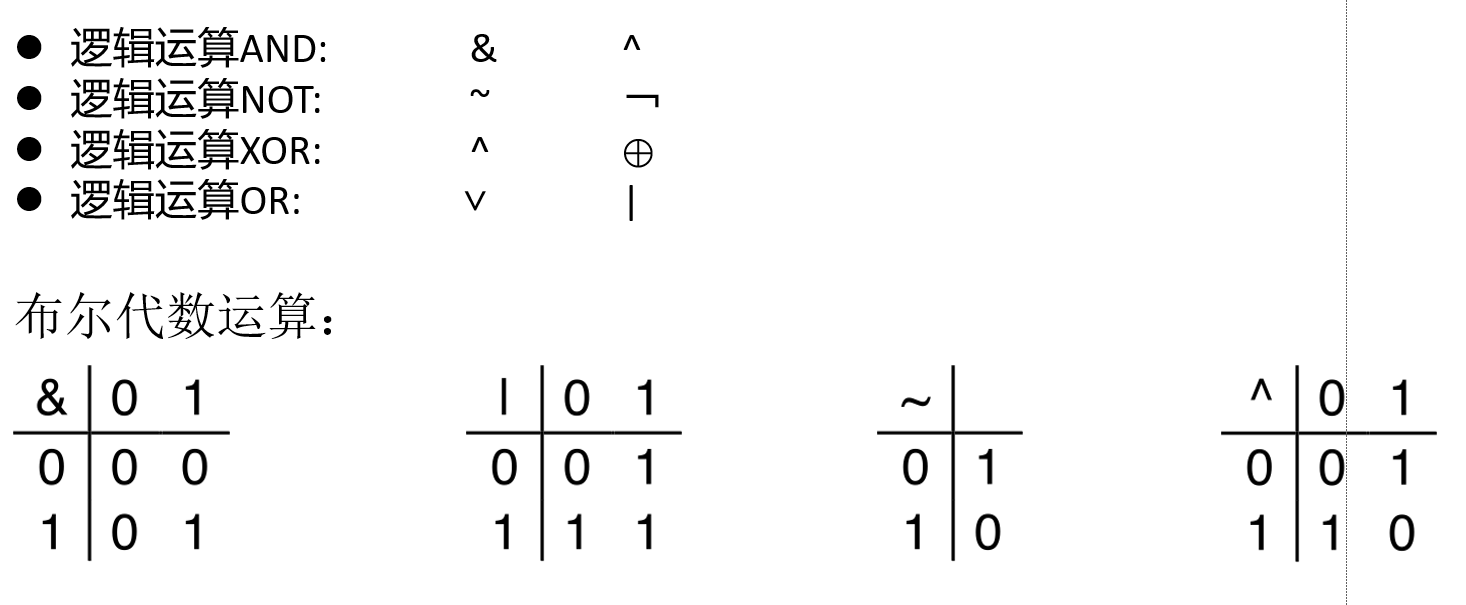 ● 逻辑运算AND: & ^
● 逻辑运算NOT: ~ ¬
● 逻辑运算XOR: ^ ⊕
● 逻辑运算OR: ∨ |
布尔代数运算：
& 0 1 | 0 1 ~ ^ 0 1
0 0 0 0 0 1 0 1 0 0 1
1 0 1 1 1 1 1 0 1 1 0